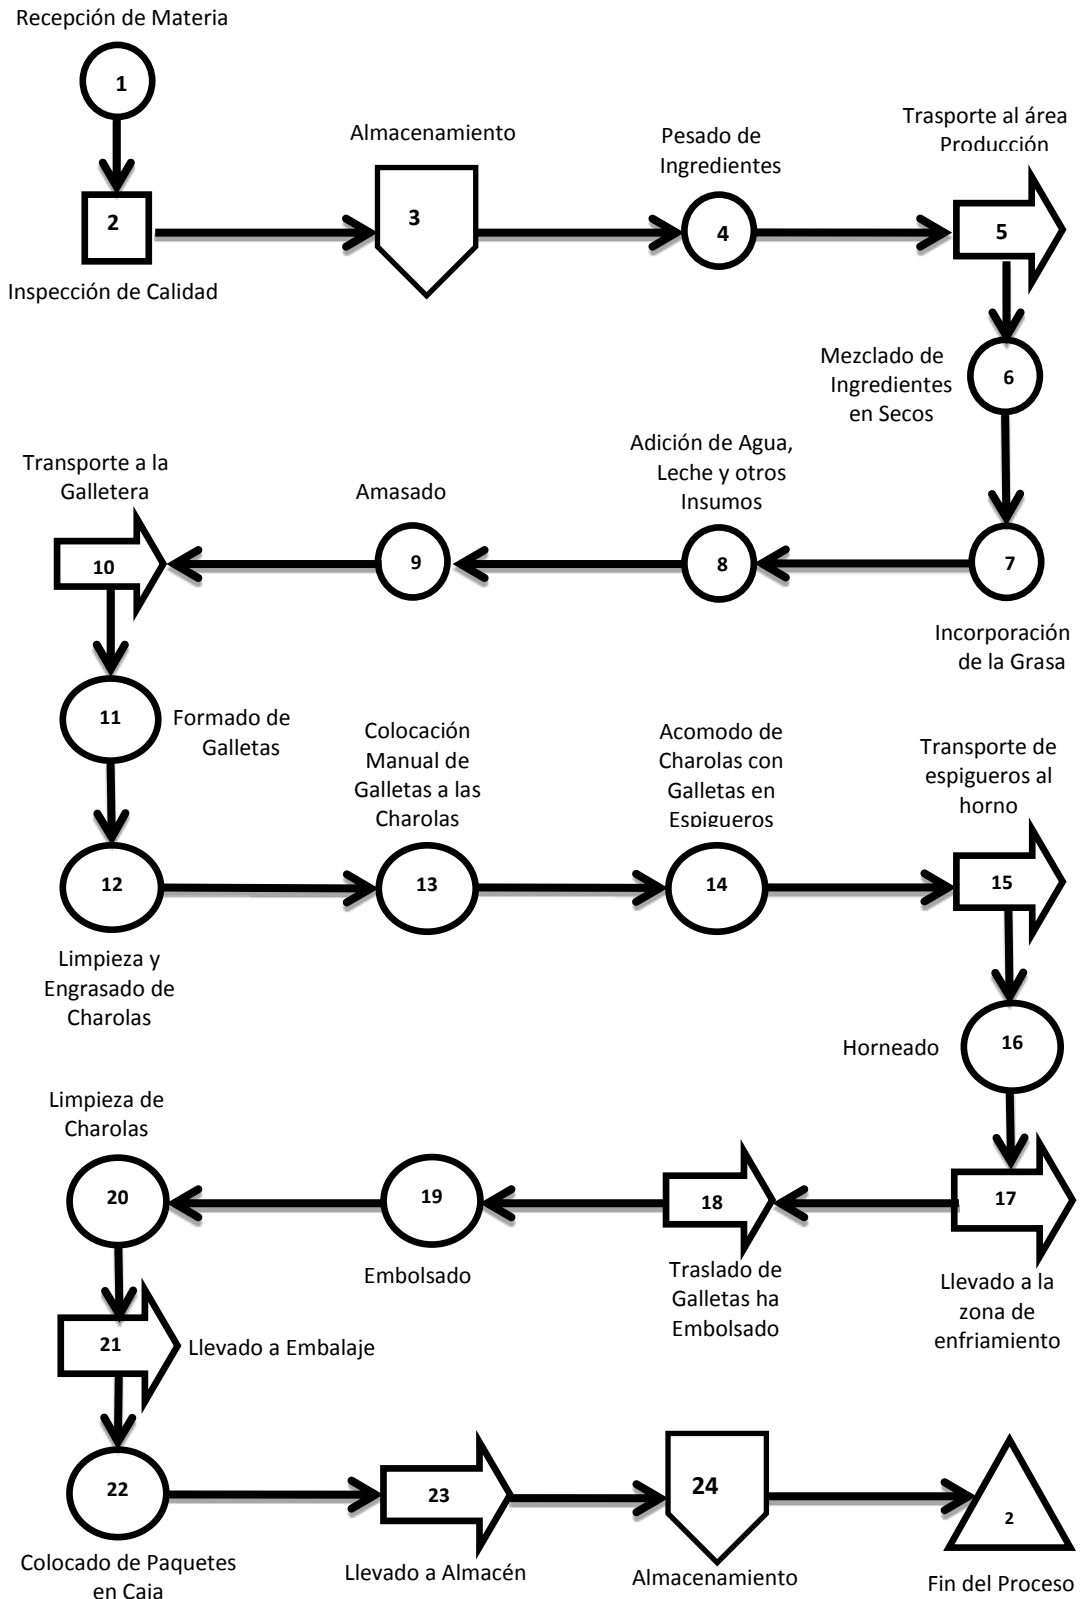 Recepción de Materia
1
2
Inspección de Calidad
Almacenamiento
3
Pesado de
Ingredientes
4
Trasporte al área
Producción
5
Mezclado de
Ingredientes
en Secos
6
7
Incorporación
de la Grasa
Adición de Agua,
Leche y otros
Insumos
8
Amasado
9
Transporte a la
Galletera
10
11
Formado de
Galletas
12
Limpieza y
Engrasado de
Charolas
Colocación
Manual de
Galletas a las
Charolas
13
Acomodo de
Charolas con
Galletas en
Espigueros
14
Transporte de
espigueros al
horno
15
Horneado
16
17
Llevado a la
zona de
enfriamiento
18
Traslado de
Galletas ha
Embolsado
19
Embolsado
Limpieza de
Charolas
20
21
Llevado a Embalaje
22
Colocado de Paquetes
en Caja
23
Llevado a Almacén
24
Almacenamiento
2
Fin del Proceso